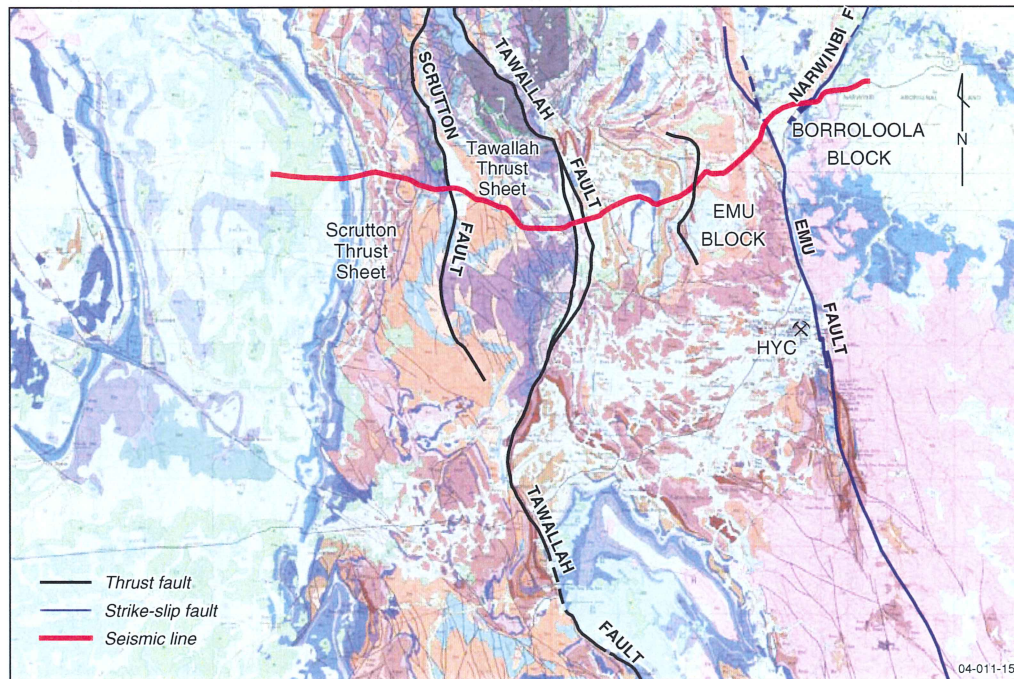 NARWINBI F
SCRUTTON
TAWALLAH
N
BORROLOOLA
BLOCK
Tawallah
Thrust
Sheet
FAULT
EMU
BLOCK
FAULT
Scrutton
Thrust
Sheet
EMU
FAULT
HYC
TAWALLAH
FAULT
Thrust fault
Strike-slip fault
Seismic line
04-011-15